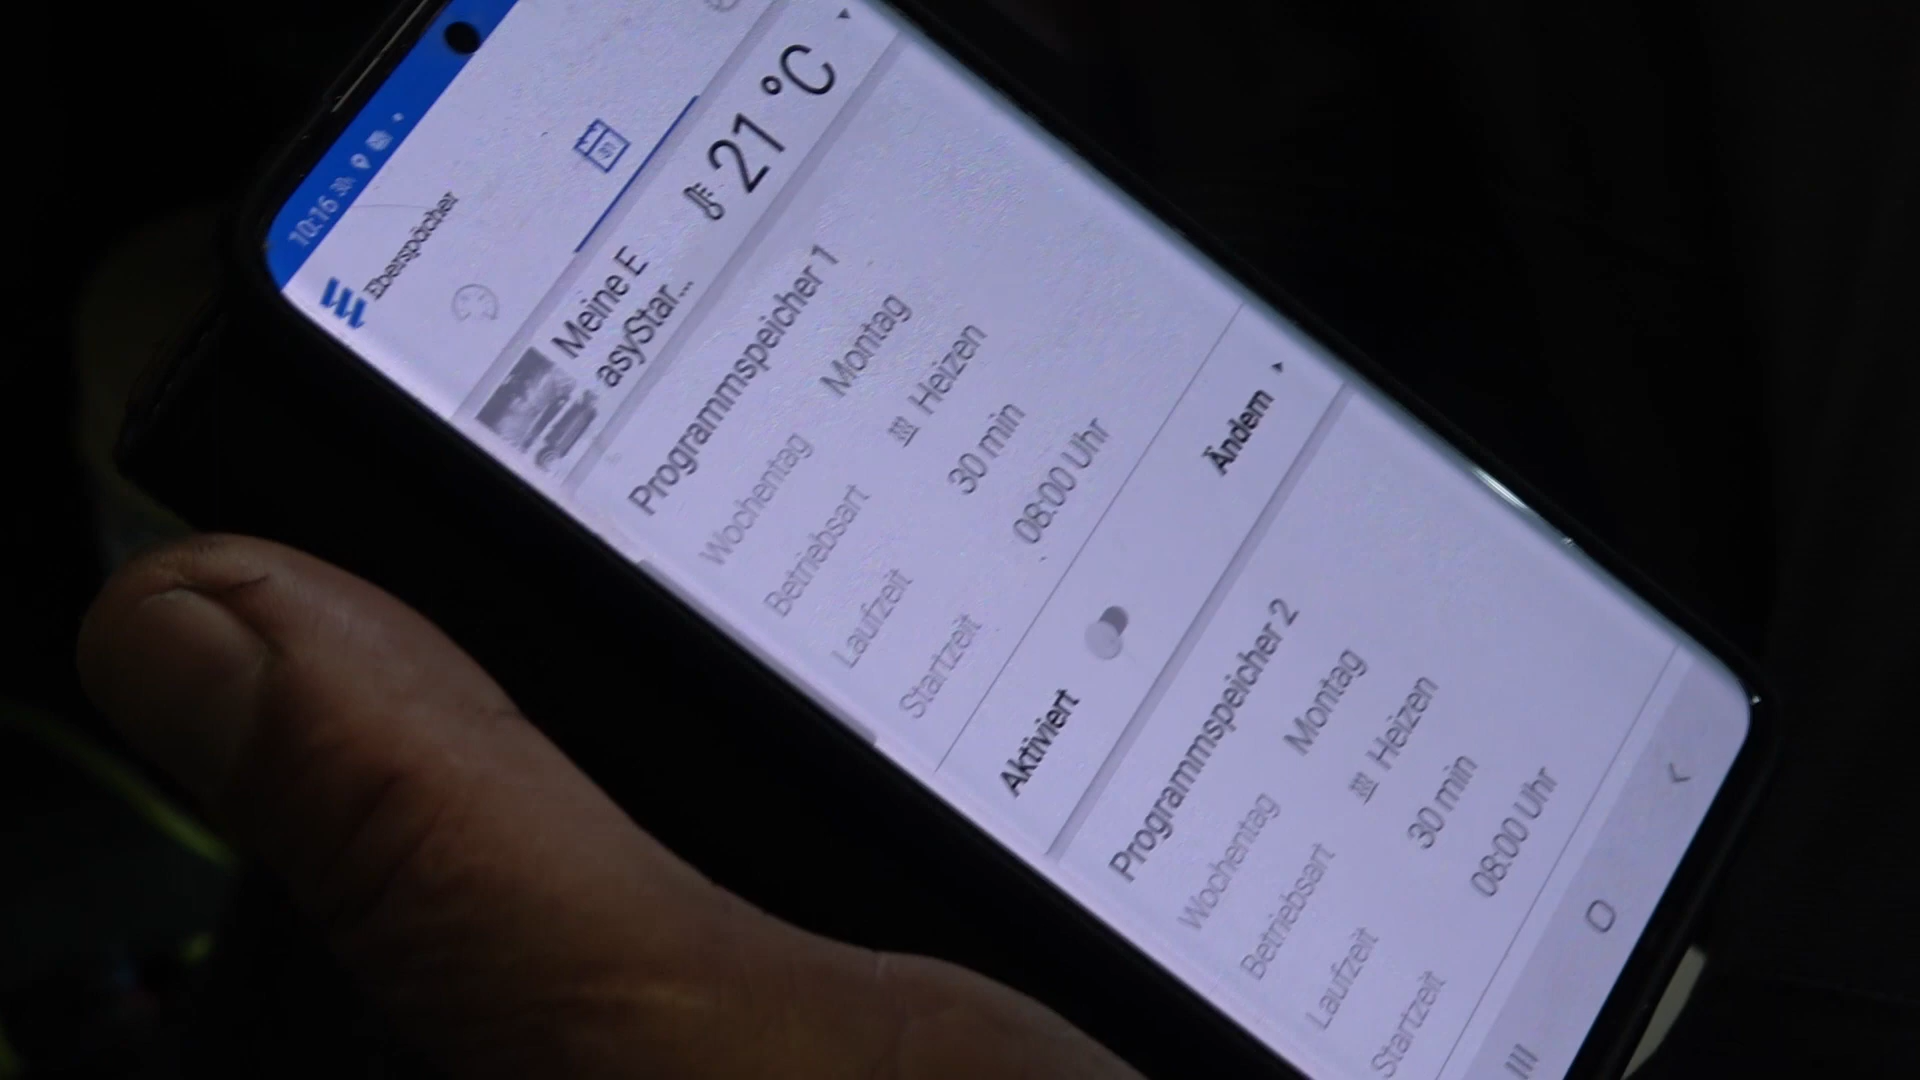 10:16
Eberspächer
31
Meine E
asyStar...
21 °C
Programmspeicher 1
Wochentag Montag
Betriebsart Heizen
Laufzeit 30 min
Startzeit 08:00 Uhr
Aktiviert Ändern
Programmspeicher 2
Wochentag Montag
Betriebsart Heizen
Laufzeit 30 min
Startzeit 08:00 Uhr